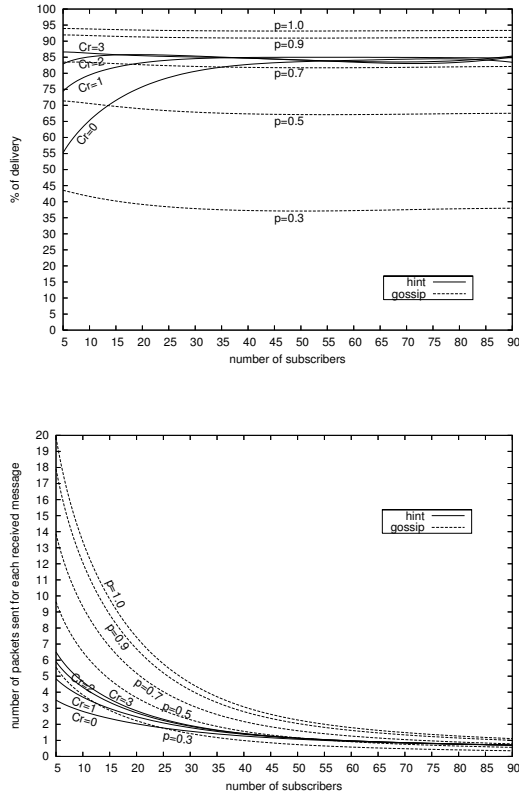 100
95
90
85
80
75
70
65
60
55
50
45
40
35
30
25
20
15
10
5
0
% of delivery
p=1.0
Cr=3
p=0.9
Cr=2
p=0.7
Cr=1
p=0.5
Cr=0
p=0.3
hint
gossip
5 10 15 20 25 30 35 40 45 50 55 60 65 70 75 80 85 90
number of subscribers
20
19
18
17
16
15
14
13
12
11
10
9
8
7
6
5
4
3
2
1
0
number of packets sent for each received message
hint
gossip
p=1.0
p=0.9
p=0.7
Cr=2
Cr=3
p=0.5
Cr=1
Cr=0
p=0.3
5 10 15 20 25 30 35 40 45 50 55 60 65 70 75 80 85 90
number of subscribers